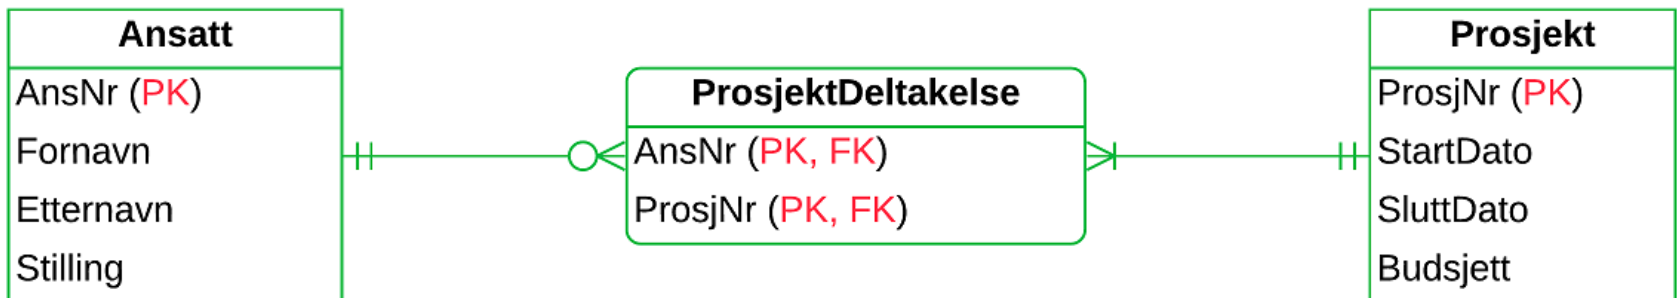 Ansatt
AnsNr (PK)
Fornavn
Etternavn
Stilling
ProsjektDeltakelse
AnsNr (PK, FK)
ProsjNr (PK, FK)
Prosjekt
ProsjNr (PK)
StartDato
SluttDato
Budsjett